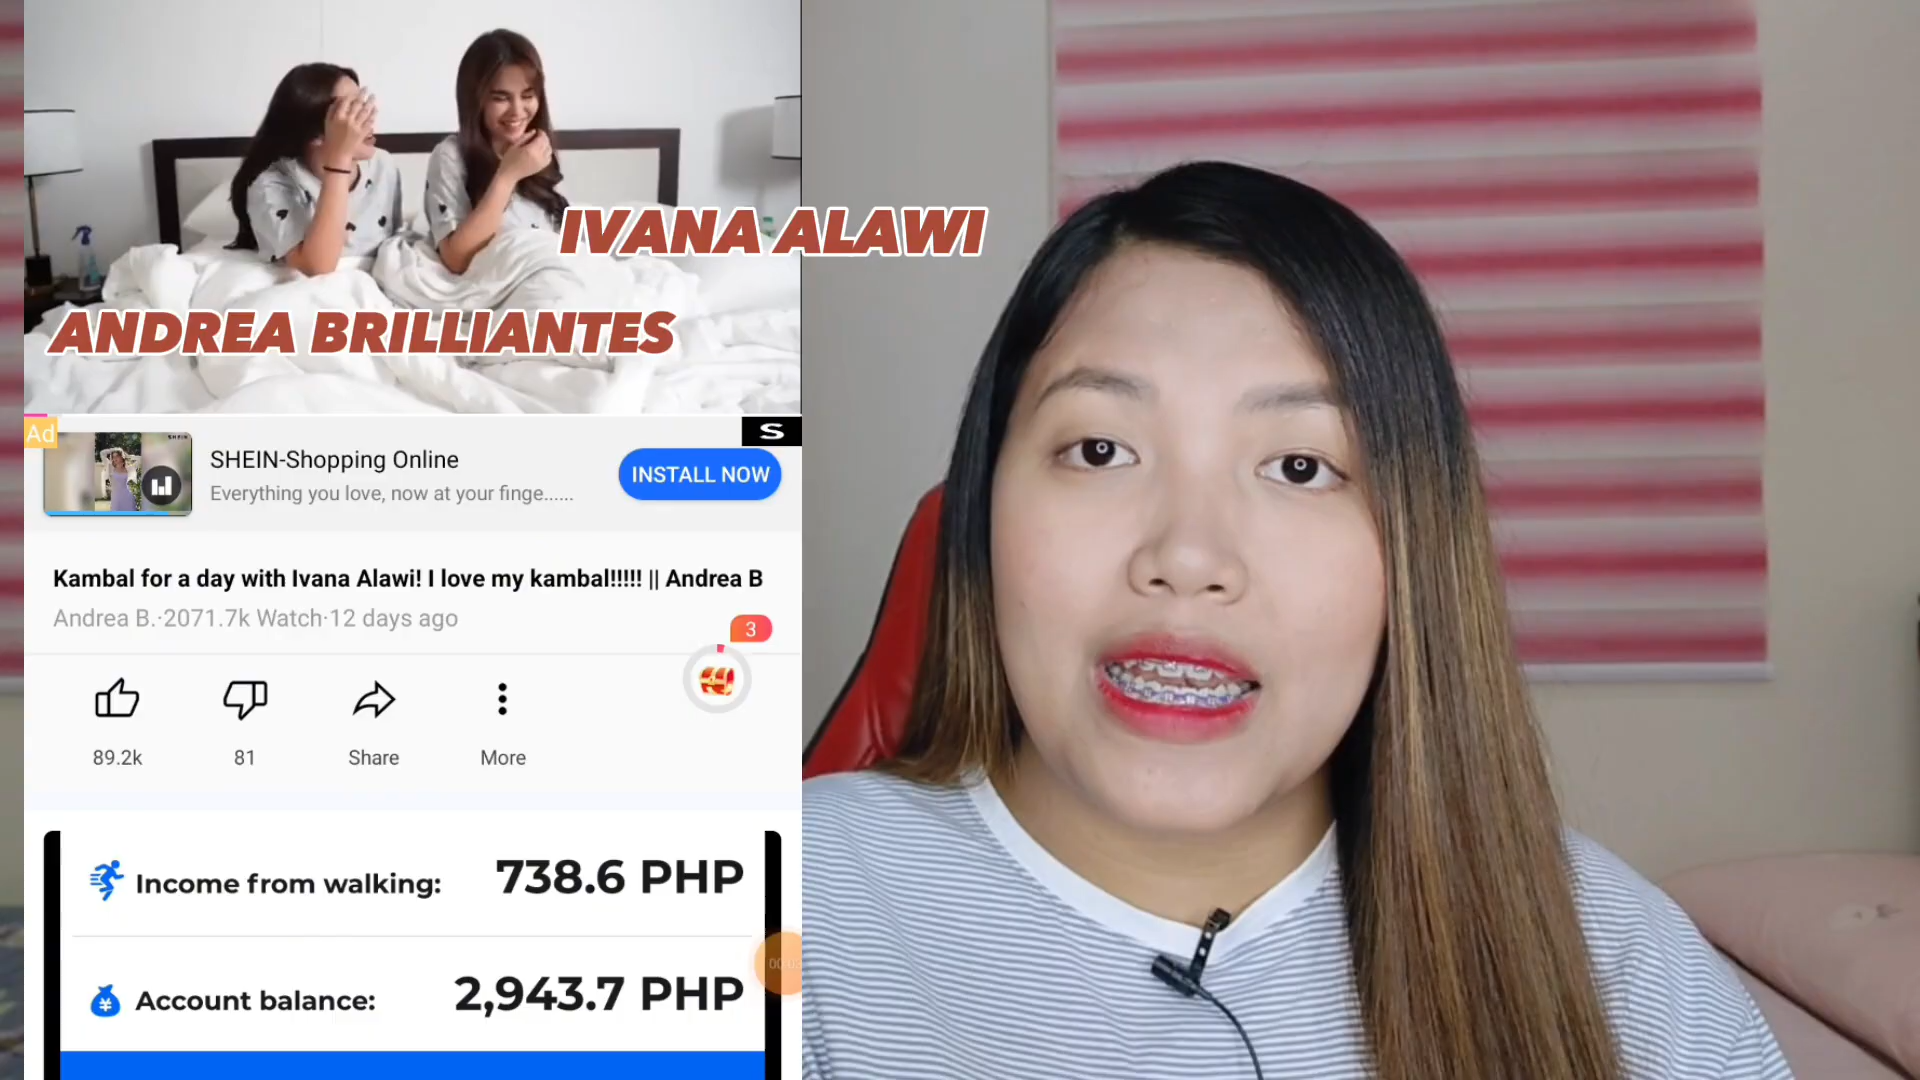 IVANA ALAWI
ANDREA BRILLIANTES
Ad
S
SHEIN
SHEIN-Shopping Online
Everything you love, now at your finge......
INSTALL NOW
Kambal for a day with Ivana Alawi! I love my kambal!!!!! || Andrea B
Andrea B.·2071.7k Watch·12 days ago
3
89.2k
81
Share
More
Income from walking:
738.6 PHP
Account balance:
2,943.7 PHP